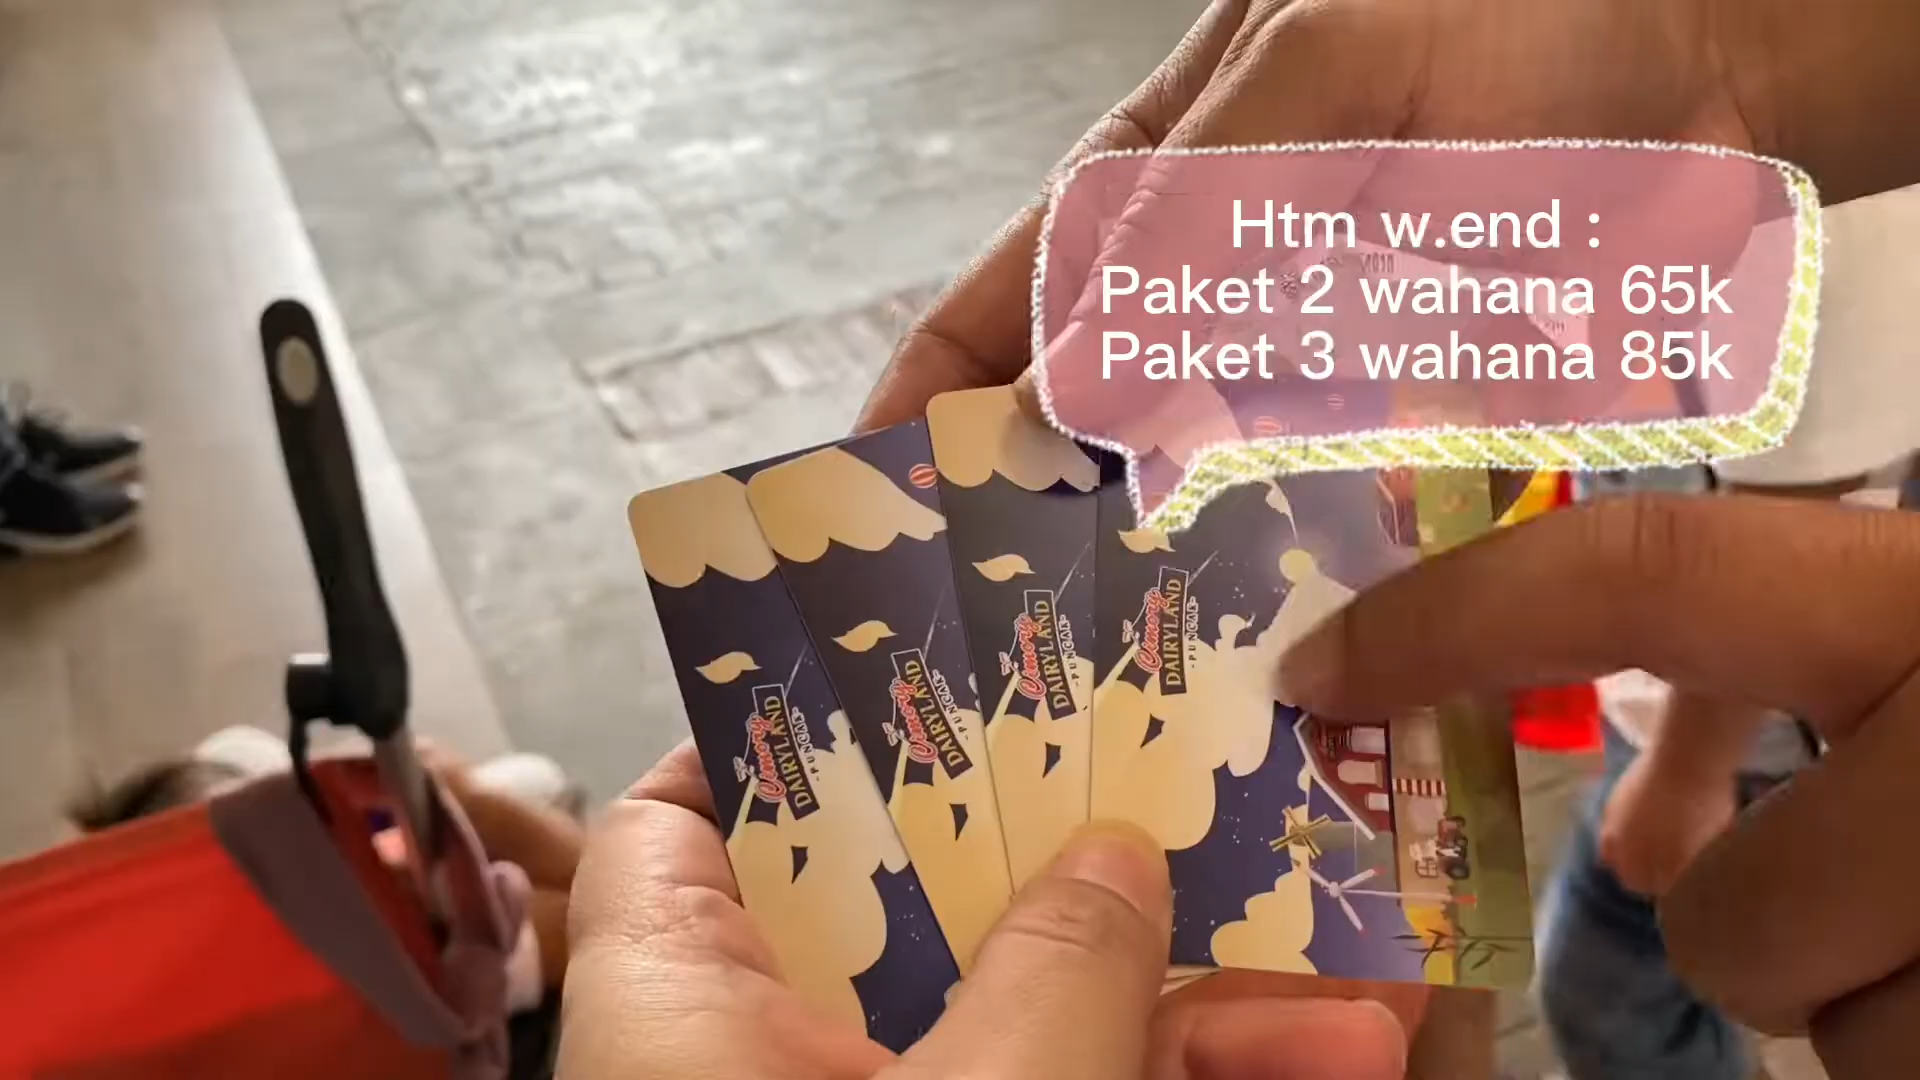 Htm w.end :
Paket 2 wahana 65k
Paket 3 wahana 85k
Cimory
DAIRYLAND
-PUNCAK-
Cimory
DAIRYLAND
-PUNCAK-
Cimory
DAIRYLAND
-PUNCAK-
Cimory
DAIRYLAND
-PUNCAK-